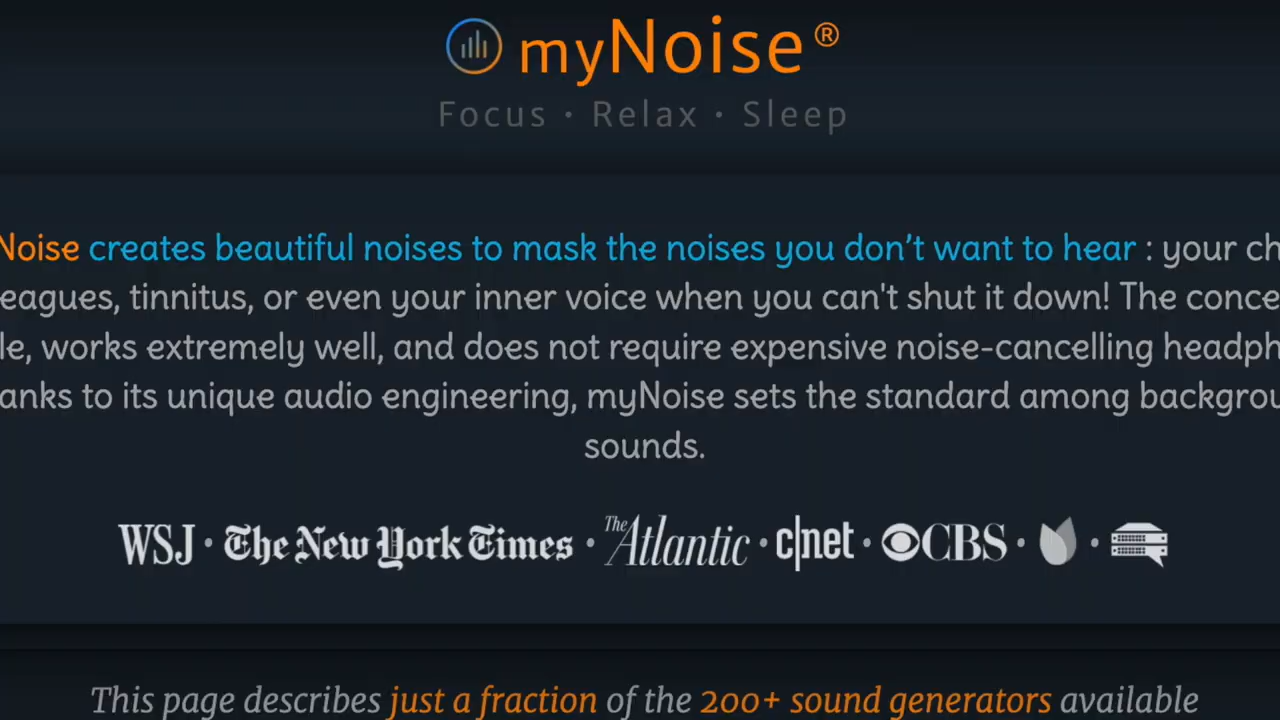 myNoise®
Focus · Relax · Sleep
Noise creates beautiful noises to mask the noises you don’t want to hear : your ch
eagues, tinnitus, or even your inner voice when you can't shut it down! The conce
le, works extremely well, and does not require expensive noise-cancelling headph
anks to its unique audio engineering, myNoise sets the standard among backgrou
sounds.
WSJ · The New York Times · The Atlantic · c|net · CBS · ·
This page describes just a fraction of the 200+ sound generators available